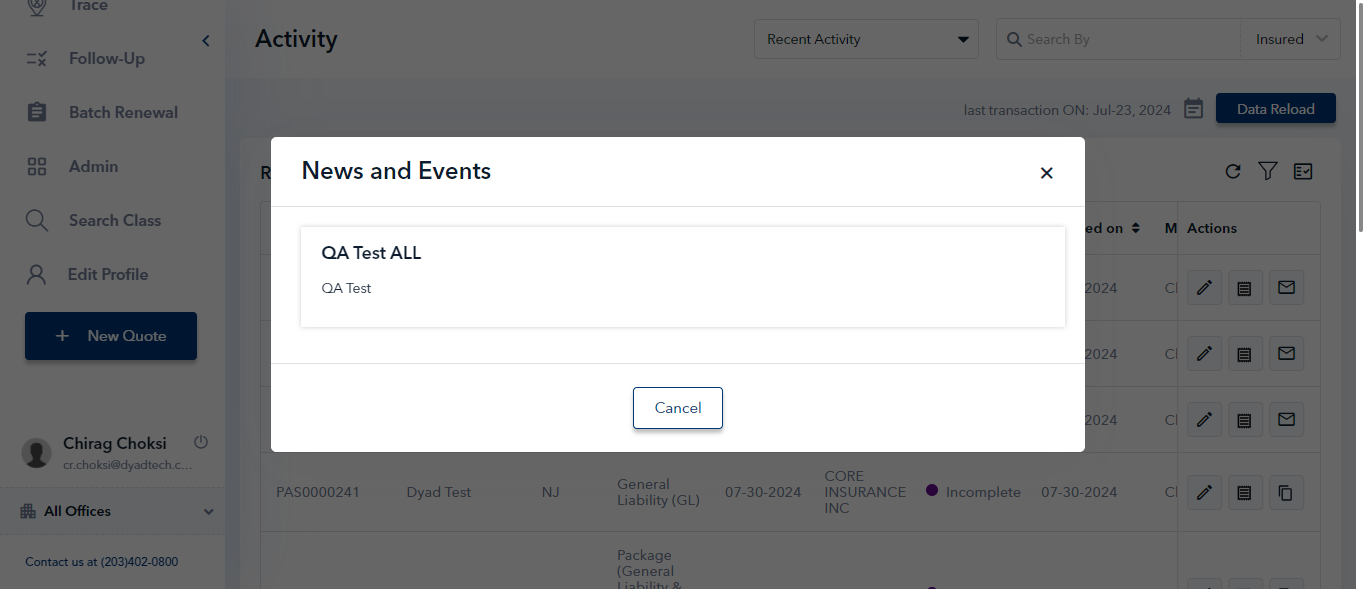 Trace
Follow-Up
Batch Renewal
Admin
Search Class
Edit Profile
+ New Quote
Chirag Choksi
cr.choksi@dyadtech.c...
All Offices
Contact us at (203)402-0800
Activity
Recent Activity
Search By
Insured
last transaction ON: Jul-23, 2024
Data Reload
News and Events
QA Test ALL
QA Test
Cancel
R
ed on
M
Actions
2024
Cl
2024
Cl
2024
Cl
PAS0000241
Dyad Test
NJ
General
Liability (GL)
07-30-2024
CORE
INSURANCE
INC
Incomplete
07-30-2024
Cl
Package
(General
Liability &